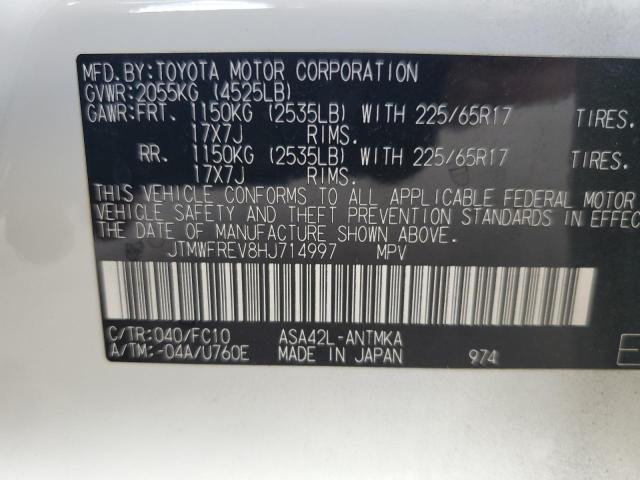 MFD.BY:TOYOTA MOTOR CORPORATION
GVWR:2055KG (4525LB)
GAWR:FRT. 1150KG (2535LB) WITH 225/65R17 TIRES.
17X7J RIMS.
RR. 1150KG (2535LB) WITH 225/65R17 TIRES
17X7J RIMS.
THIS VEHICLE CONFORMS TO ALL APPLICABLE FEDERAL MOTOR
VEHICLE SAFETY AND THEFT PREVENTION STANDARDS IN EFFEC
THE DATE OF MANUFACTURE SHOWN ABOVE.
JTMWFREV8HJ714997 MPV
C/TR:040/FC10 ASA42L-ANTMKA
A/TM:-04A/U760E MADE IN JAPAN 974